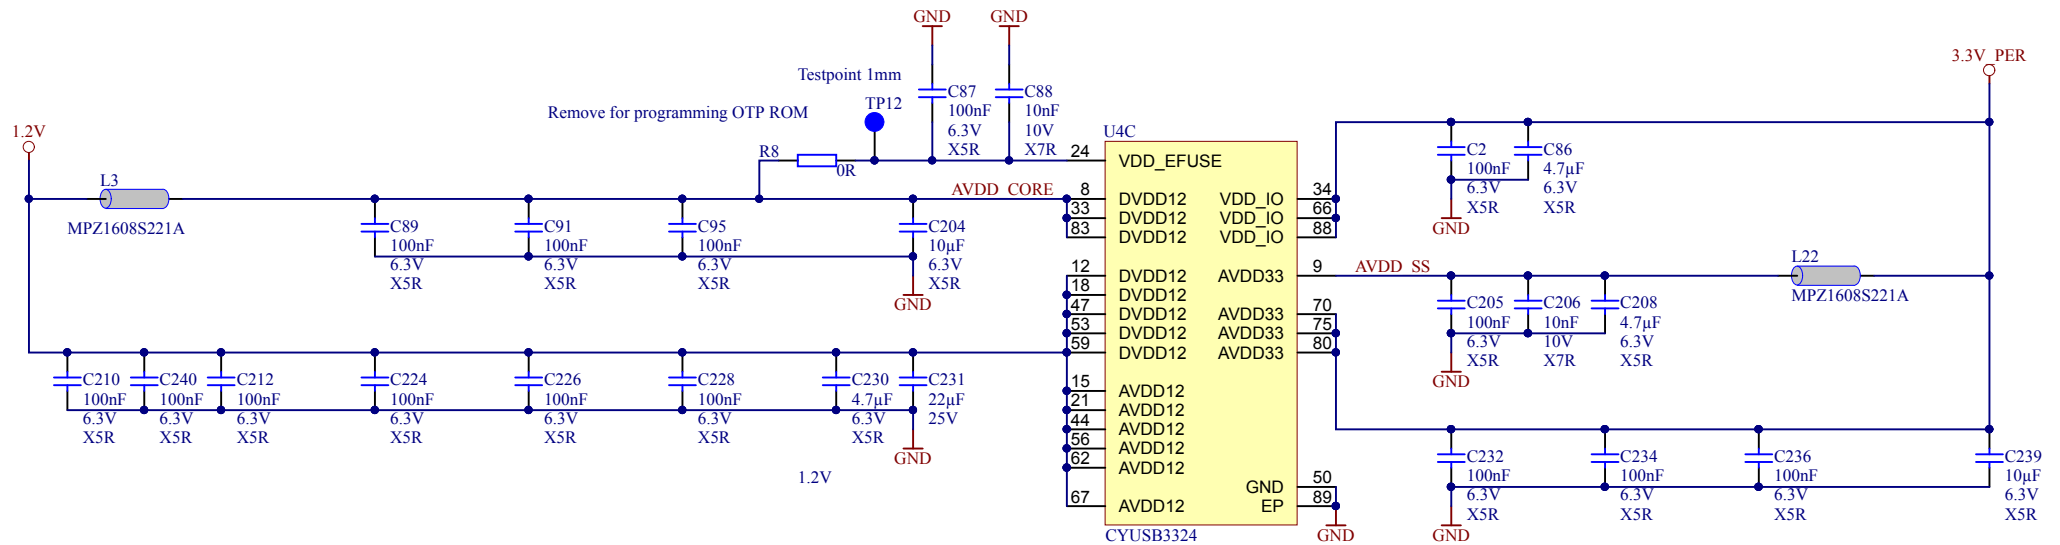 GND
GND
3.3V_PER
Testpoint 1mm
TP12
Remove for programming OTP ROM
C87
100nF
6.3V
X5R
C88
10nF
10V
X7R
1.2V
R8
0R
U4C
24
VDD_EFUSE
C2
100nF
6.3V
X5R
C86
4.7µF
6.3V
X5R
GND
L3
MPZ1608S221A
AVDD_CORE
8
DVDD12
33
DVDD12
83
DVDD12
VDD_IO
34
VDD_IO
66
VDD_IO
88
C89
100nF
6.3V
X5R
C91
100nF
6.3V
X5R
C95
100nF
6.3V
X5R
C204
10µF
6.3V
X5R
GND
12
DVDD12
18
DVDD12
47
DVDD12
53
DVDD12
59
DVDD12
AVDD33
9
AVDD_SS
AVDD33
70
AVDD33
75
AVDD33
80
L22
MPZ1608S221A
C205
100nF
6.3V
X5R
C206
10nF
10V
X7R
C208
4.7µF
6.3V
X5R
GND
C210
100nF
6.3V
X5R
C240
100nF
6.3V
X5R
C212
100nF
6.3V
X5R
C224
100nF
6.3V
X5R
C226
100nF
6.3V
X5R
C228
100nF
6.3V
X5R
C230
4.7µF
6.3V
X5R
C231
22µF
25V
GND
1.2V
15
AVDD12
21
AVDD12
44
AVDD12
56
AVDD12
62
AVDD12
67
AVDD12
GND
50
EP
89
GND
CYUSB3324
C232
100nF
6.3V
X5R
C234
100nF
6.3V
X5R
C236
100nF
6.3V
X5R
C239
10µF
6.3V
X5R
GND